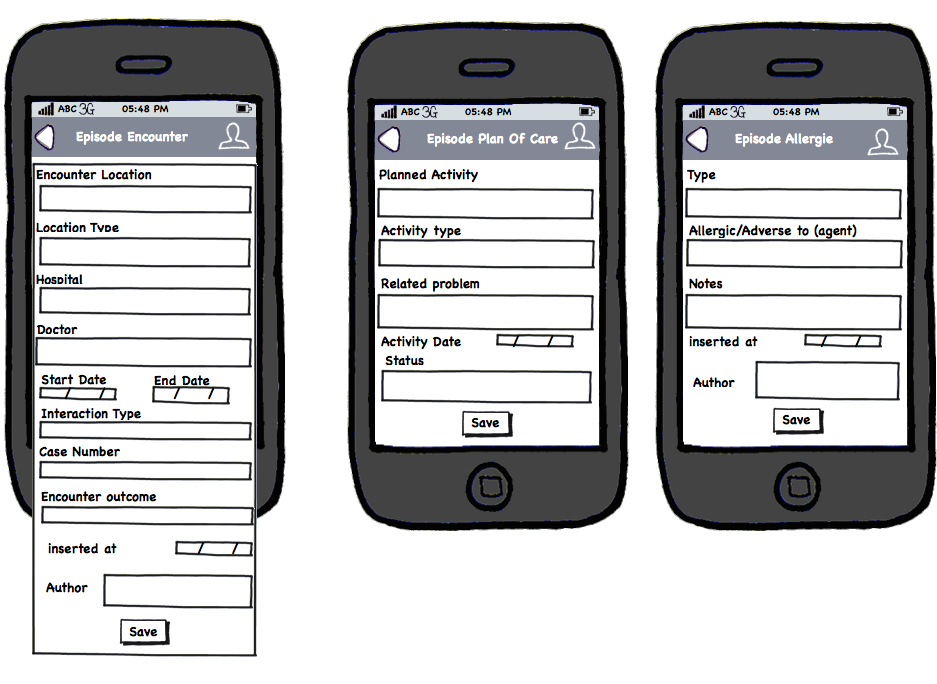 ABC 3G 05:48 PM
Episode Encounter
Encounter Location
Location Type
Hospital
Doctor
Start Date End Date
/ / / /
Interaction Type
Case Number
Encounter outcome
inserted at / /
Author
Save
ABC 3G 05:48 PM
Episode Plan Of Care
Planned Activity
Activity type
Related problem
Activity Date / /
Status
Save
ABC 3G 05:48 PM
Episode Allergie
Type
Allergic/Adverse to (agent)
Notes
inserted at / /
Author
Save